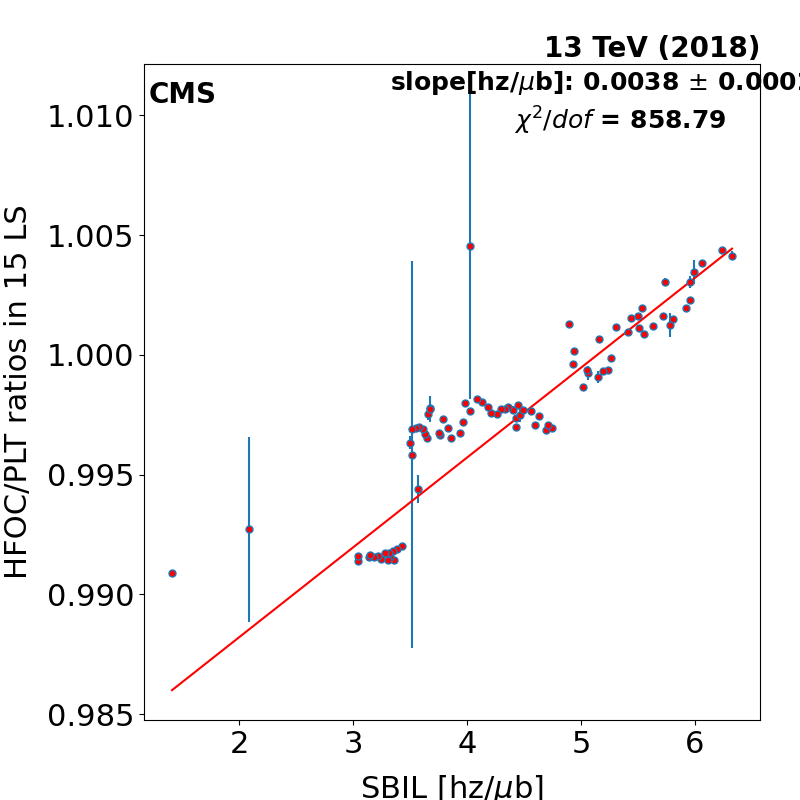 13 TeV (2018)
CMS
slope[hz/μb]: 0.0038 ± 0.000
χ²/dof = 858.79
1.010
1.005
1.000
0.995
0.990
0.985
HFOC/PLT ratios in 15 LS
2 3 4 5 6
SBIL [hz/μb]